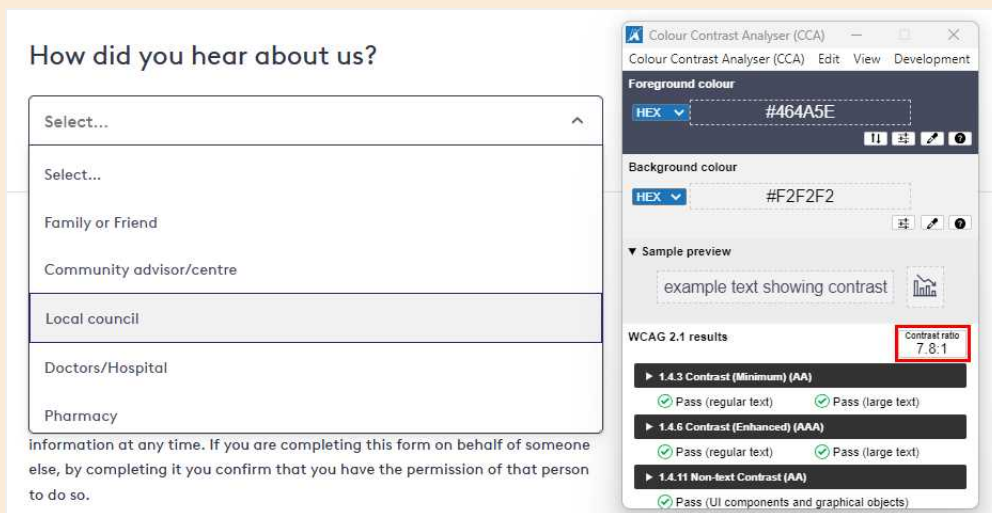 How did you hear about us?
Select...
Select...
Family or Friend
Community advisor/centre
Local council
Doctors/Hospital
Pharmacy
information at any time. If you are completing this form on behalf of someone
else, by completing it you confirm that you have the permission of that person
to do so.
Colour Contrast Analyser (CCA)
Colour Contrast Analyser (CCA) Edit View Development
Foreground colour
HEX #464A5E
Background colour
HEX #F2F2F2
Sample preview
example text showing contrast
WCAG 2.1 results
Contrast ratio
7.8:1
1.4.3 Contrast (Minimum) (AA)
Pass (regular text) Pass (large text)
1.4.6 Contrast (Enhanced) (AAA)
Pass (regular text) Pass (large text)
1.4.11 Non-text Contrast (AA)
Pass (UI components and graphical objects)